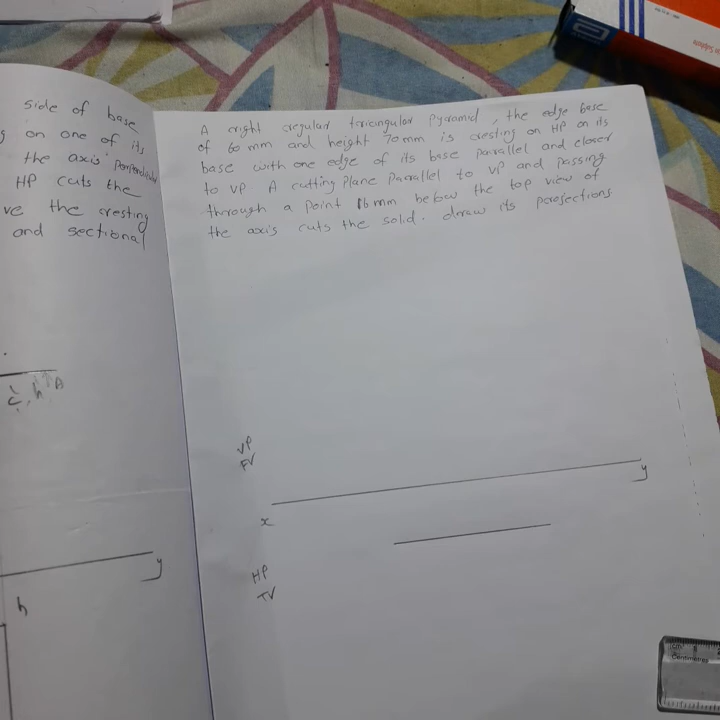 side of base
on one of its
the axis perpendicular
HP cuts the
ve the resting
and sectional
A right regular triangular pyramid, the edge base
of 60 mm and height 70 mm is resting on HP on its
base with one edge of its base parallel and closer
to VP. A cutting Plane Parallel to VP and passing
through a Point 16 mm below the top view of
the axis cuts the solid. draw its projections
A
y
h
VP
FV
x
y
HP
TV
cm
Centimetres